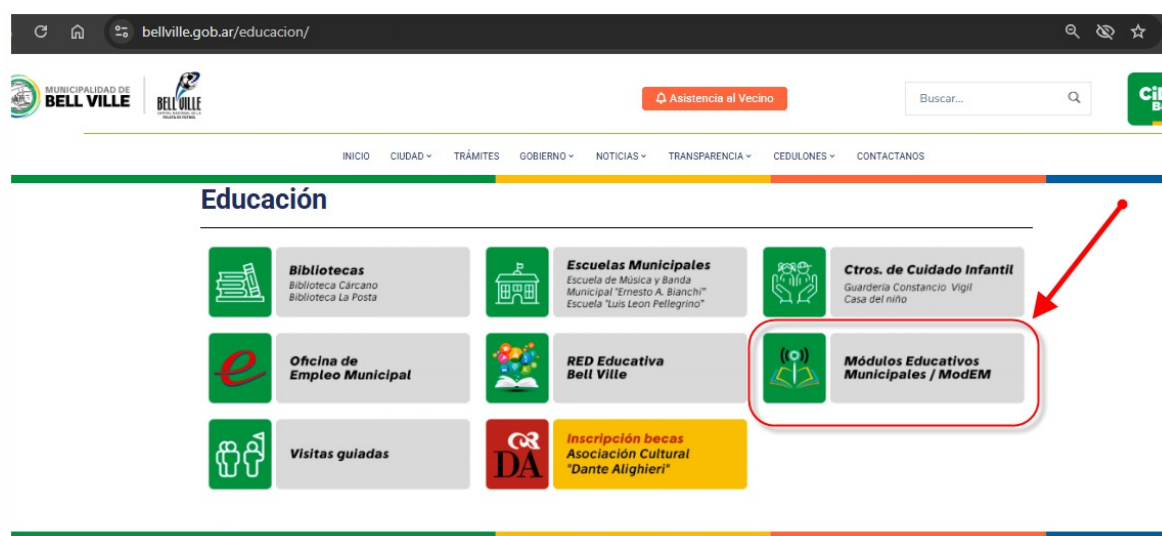 bellville.gob.ar/educacion/
MUNICIPALIDAD DE
BELL VILLE
BELL VILLE
Asistencia al Vecino
Buscar...
INICIO CIUDAD TRÁMITES GOBIERNO NOTICIAS TRANSPARENCIA CEDULONES CONTACTANOS
Educación
Bibliotecas
Biblioteca Cárcano
Biblioteca La Posta
Escuelas Municipales
Escuela de Música y Banda
Municipal "Ernesto A. Bianchi"
Escuela "Luis Leon Pellegrino"
Ctros. de Cuidado Infantil
Guardería Constancio Vigil
Casa del niño
e
Oficina de
Empleo Municipal
RED Educativa
Bell Ville
Módulos Educativos
Municipales / ModEM
Visitas guiadas
DA
Inscripción becas
Asociación Cultural
"Dante Alighieri"